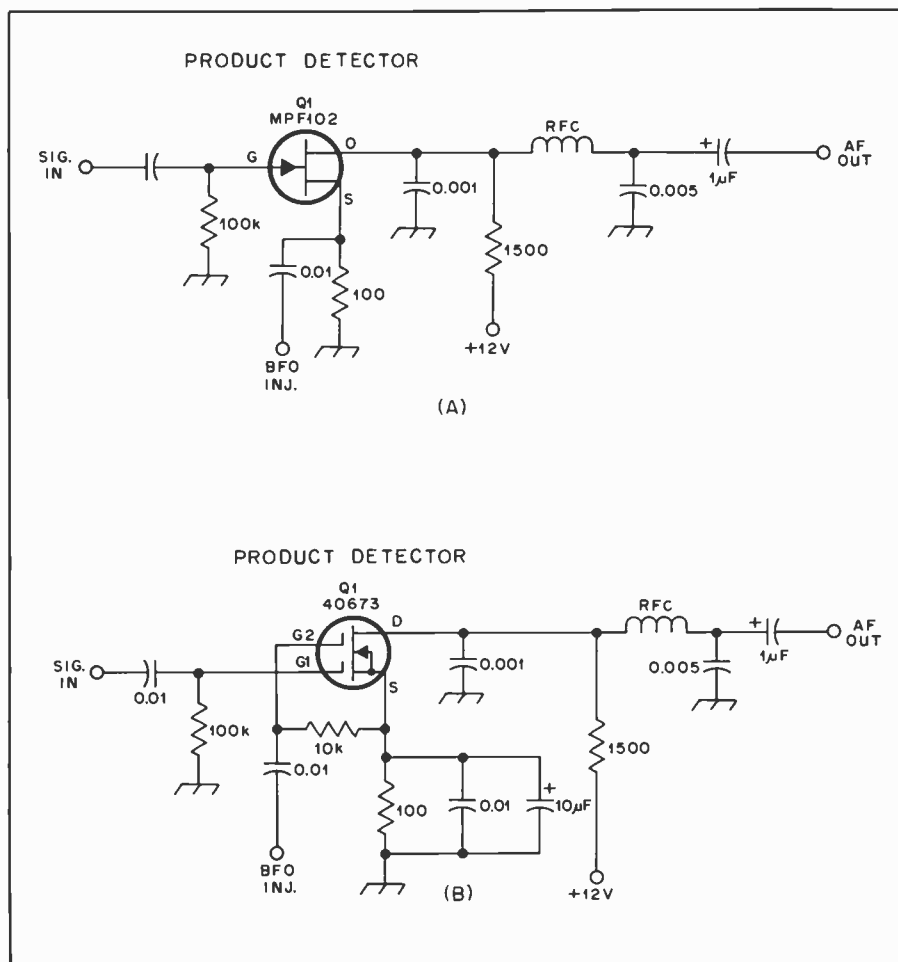 PRODUCT DETECTOR
Q1
MPF102
SIG.
IN
G
O
S
100k
0.01
100
BFO
INJ.
0.001
1500
+12V
RFC
0.005
+
1µF
AF
OUT
(A)
PRODUCT DETECTOR
Q1
40673
SIG.
IN
0.01
100k
G2
G1
D
S
10k
0.01
BFO
INJ.
100
0.01
+
10µF
0.001
1500
+12V
RFC
0.005
+
1µF
AF
OUT
(B)